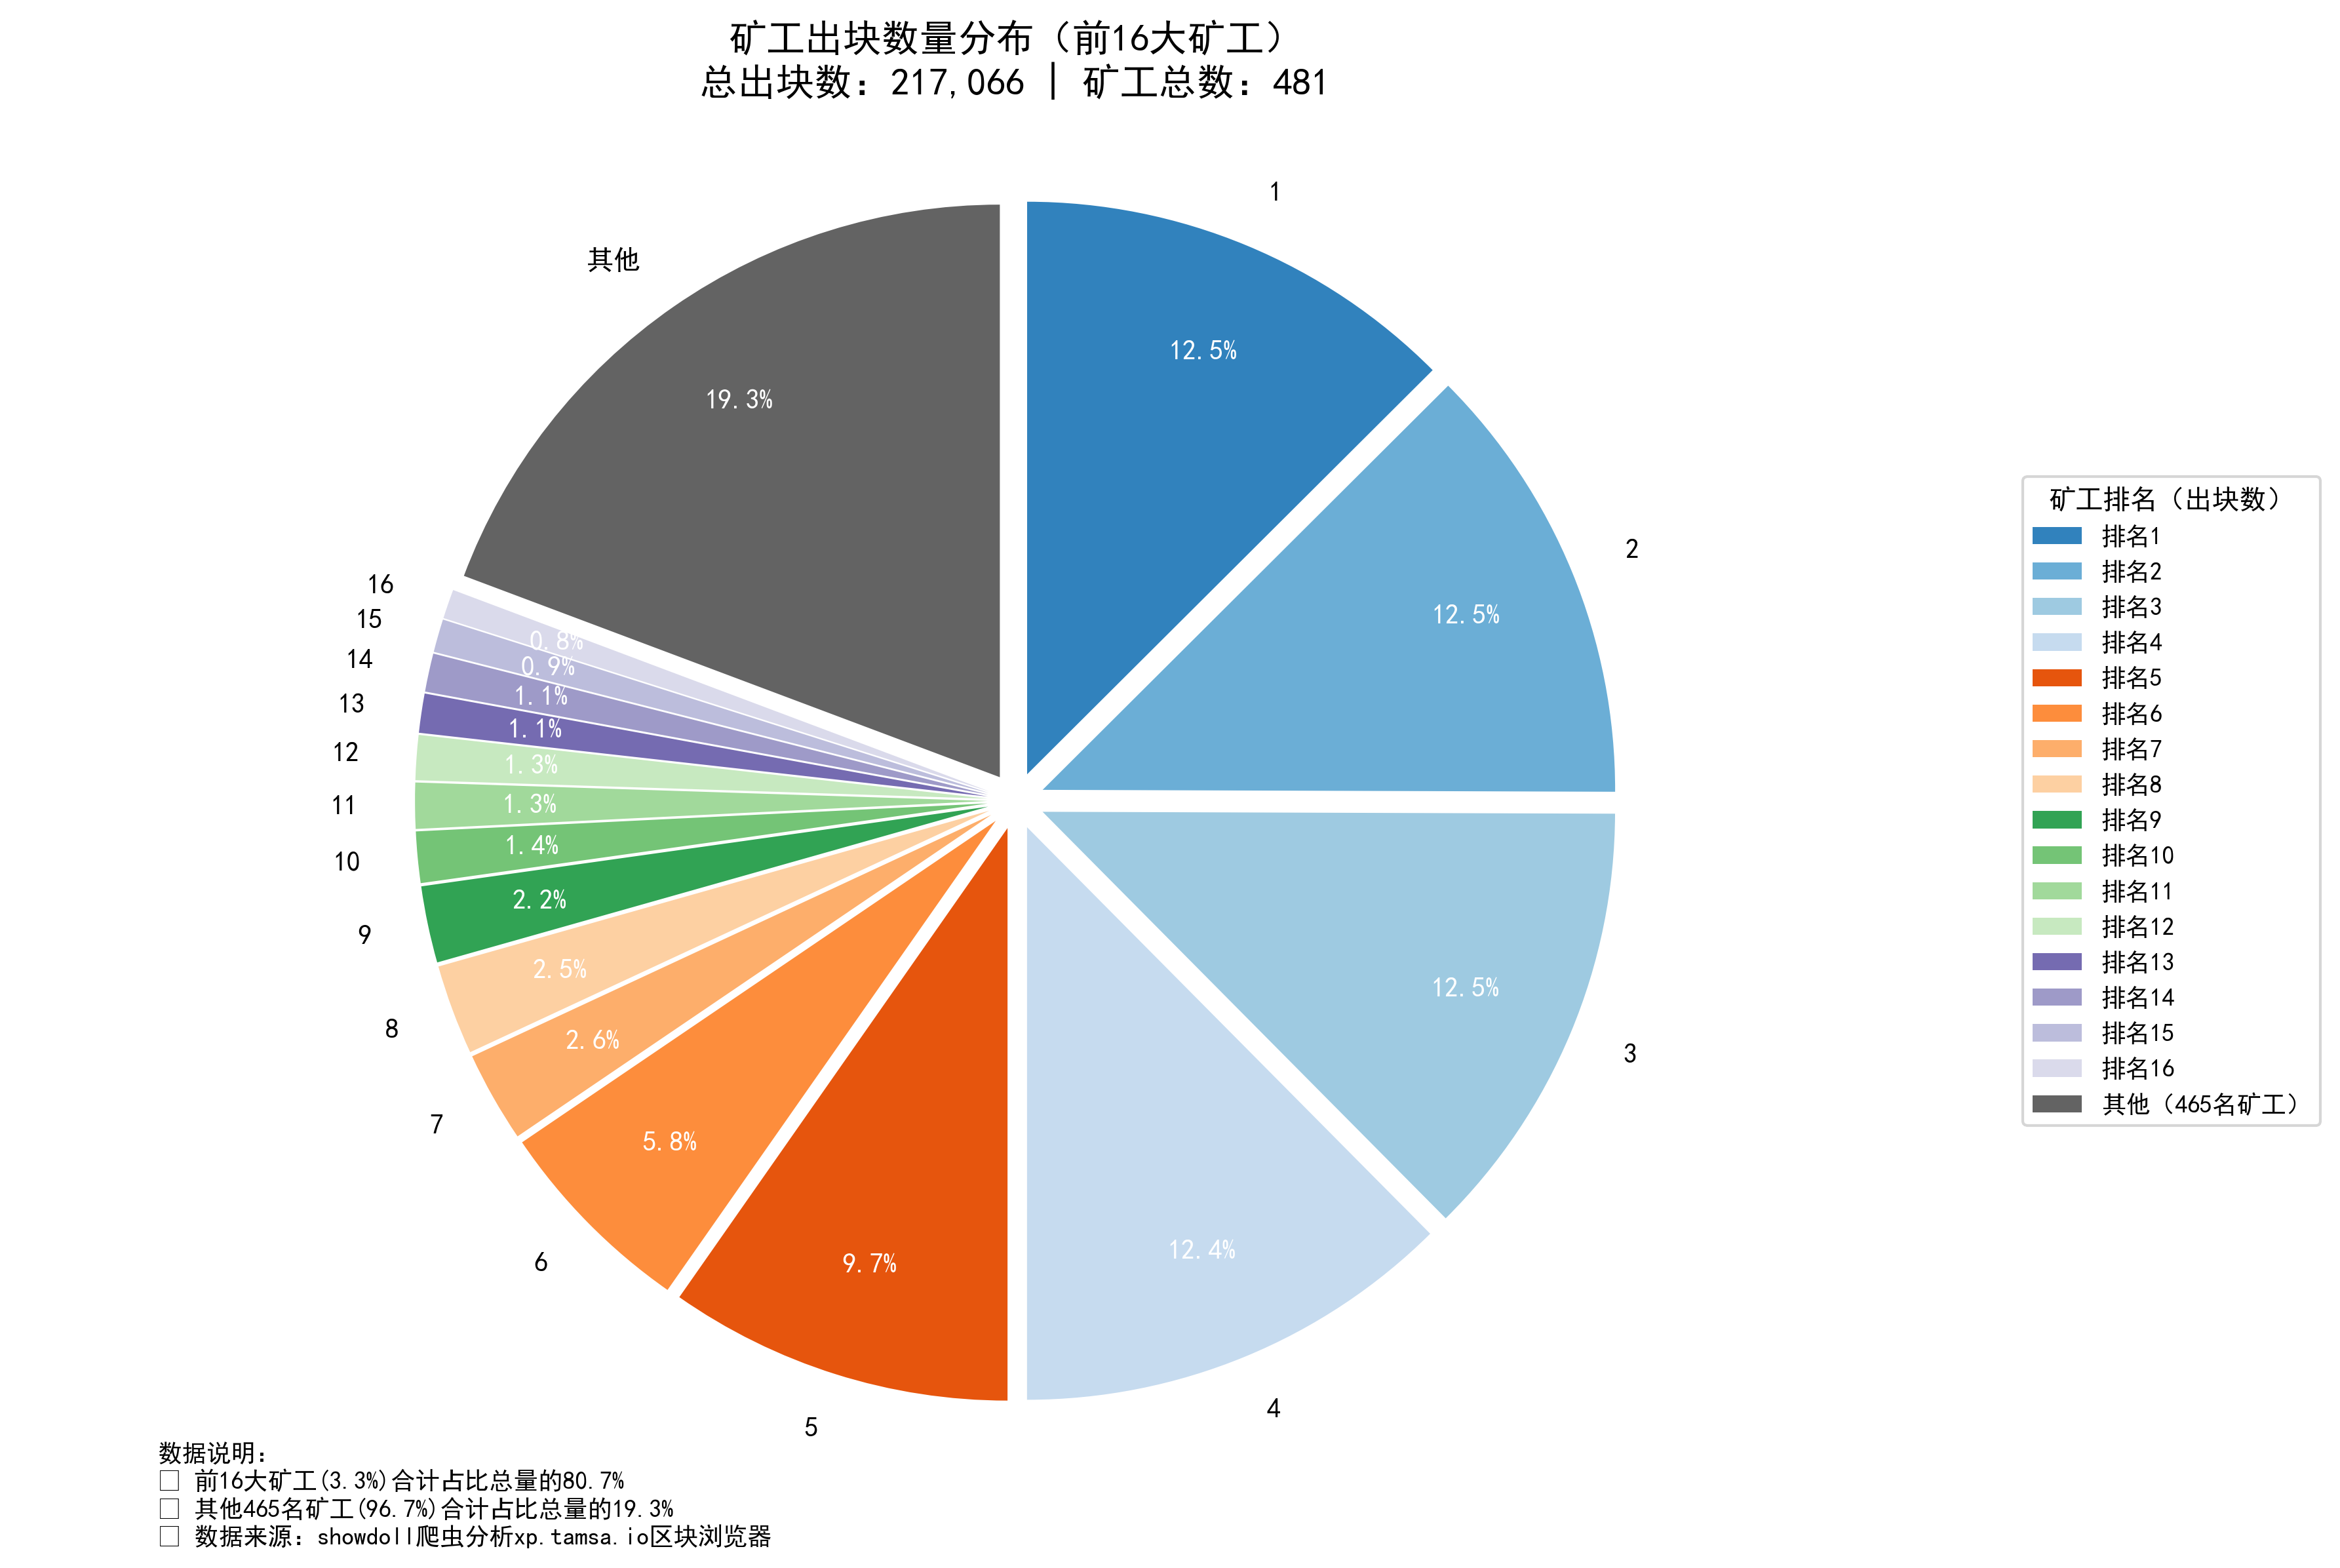 矿工出块数量分布（前16大矿工）
总出块数：217,066 | 矿工总数：481
1
12.5%
2
12.5%
3
12.5%
4
12.4%
5
9.7%
6
5.8%
7
2.6%
8
2.5%
9
2.2%
10
1.4%
11
1.3%
12
1.3%
13
1.1%
14
1.1%
15
0.9%
16
0.8%
其他
19.3%
矿工排名（出块数）
排名1
排名2
排名3
排名4
排名5
排名6
排名7
排名8
排名9
排名10
排名11
排名12
排名13
排名14
排名15
排名16
其他（465名矿工）
数据说明：
□ 前16大矿工(3.3%)合计占比总量的80.7%
□ 其他465名矿工(96.7%)合计占比总量的19.3%
□ 数据来源：showdoll爬虫分析xp.tamsa.io区块浏览器